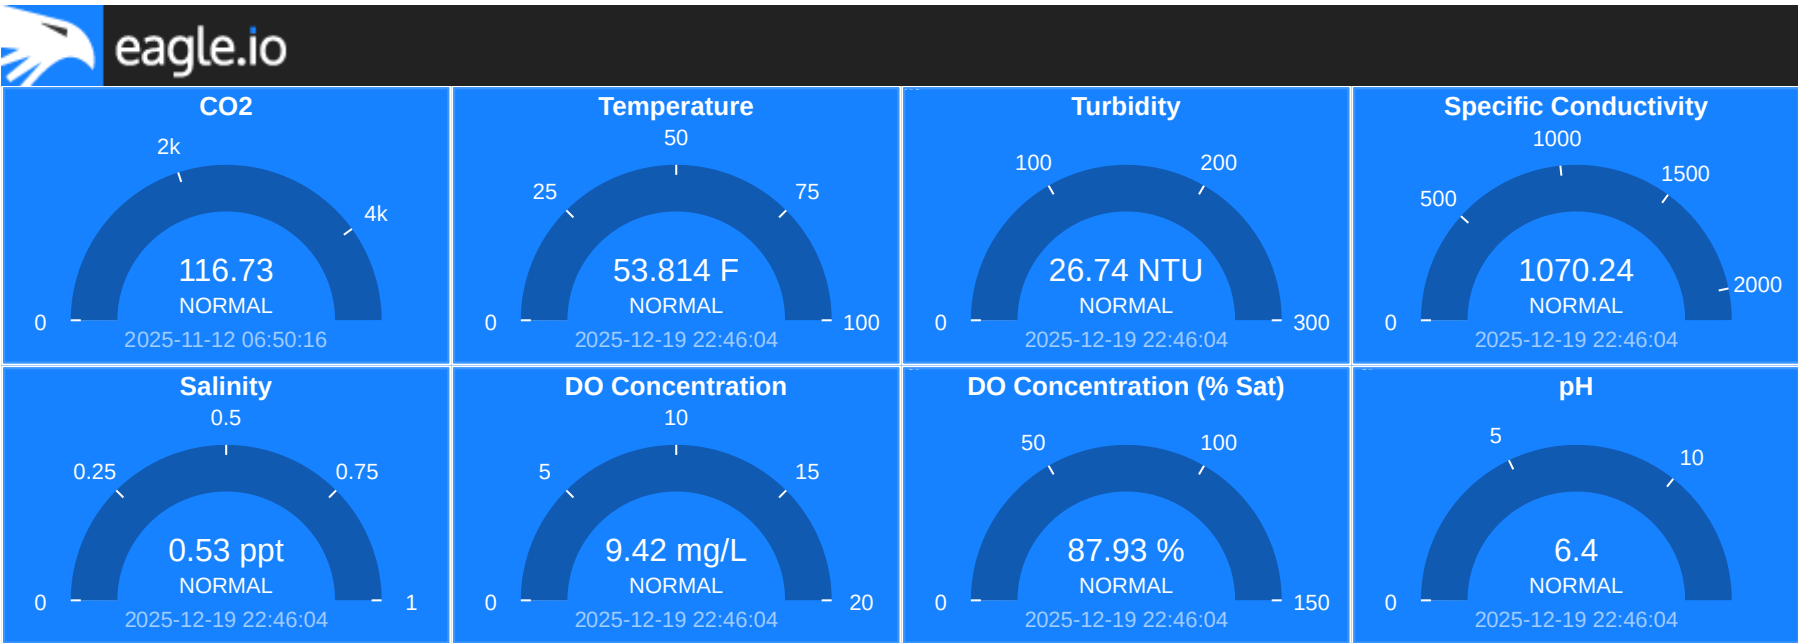 eagle.io
CO2
2k
4k
0
116.73
NORMAL
2025-11-12 06:50:16
Temperature
50
25
75
0
100
53.814 F
NORMAL
2025-12-19 22:46:04
Turbidity
100
200
0
300
26.74 NTU
NORMAL
2025-12-19 22:46:04
Specific Conductivity
1000
1500
500
2000
0
1070.24
NORMAL
2025-12-19 22:46:04
Salinity
0.5
0.25
0.75
0
1
0.53 ppt
NORMAL
2025-12-19 22:46:04
DO Concentration
10
5
15
0
20
9.42 mg/L
NORMAL
2025-12-19 22:46:04
DO Concentration (% Sat)
50
100
0
150
87.93 %
NORMAL
2025-12-19 22:46:04
pH
5
10
0
6.4
NORMAL
2025-12-19 22:46:04